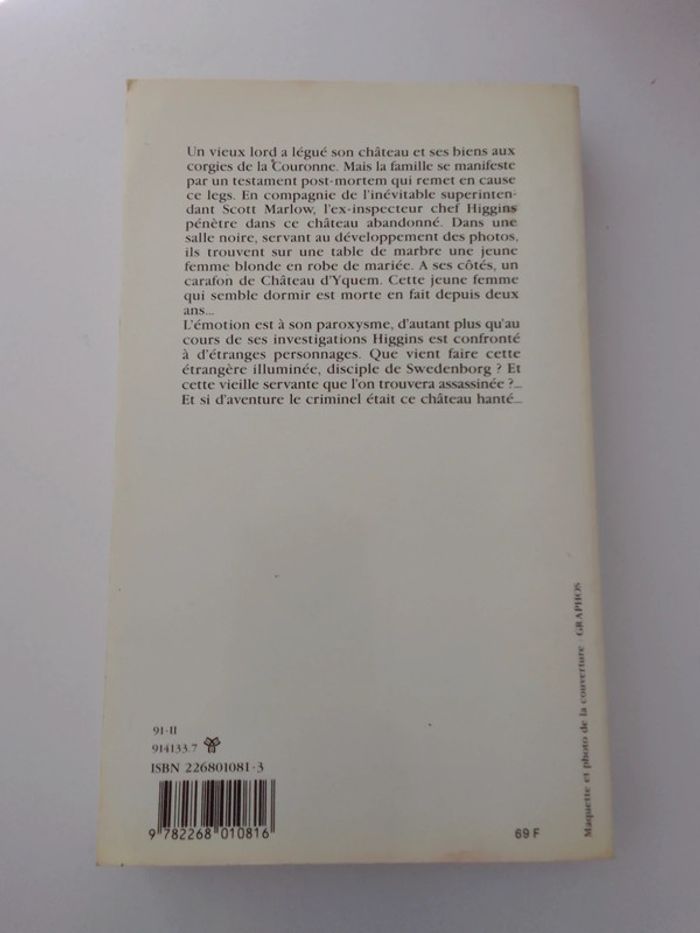 Un vieux lord a légué son château et ses biens aux
corgies de la Couronne. Mais la famille se manifeste
par un testament post-mortem qui remet en cause
ce legs. En compagnie de l'inévitable superinten-
dant Scott Marlow, l'ex-inspecteur chef Higgins
pénètre dans ce château abandonné. Dans une
salle noire, servant au développement des photos,
ils trouvent sur une table de marbre une jeune
femme blonde en robe de mariée. A ses côtés, un
carafon de Château d'Yquem. Cette jeune femme
qui semble dormir est morte en fait depuis deux
ans...
L'émotion est à son paroxysme, d'autant plus qu'au
cours de ses investigations Higgins est confronté
à d'étranges personnages. Que vient faire cette
étrangère illuminée, disciple de Swedenborg ? Et
cette vieille servante que l'on trouvera assassinée ?...
Et si d'aventure le criminel était ce château hanté...
91-II
914133.7
ISBN 226801081-3
9 782268 010816
69 F
Maquette et photo de la couverture : GRAPHOS